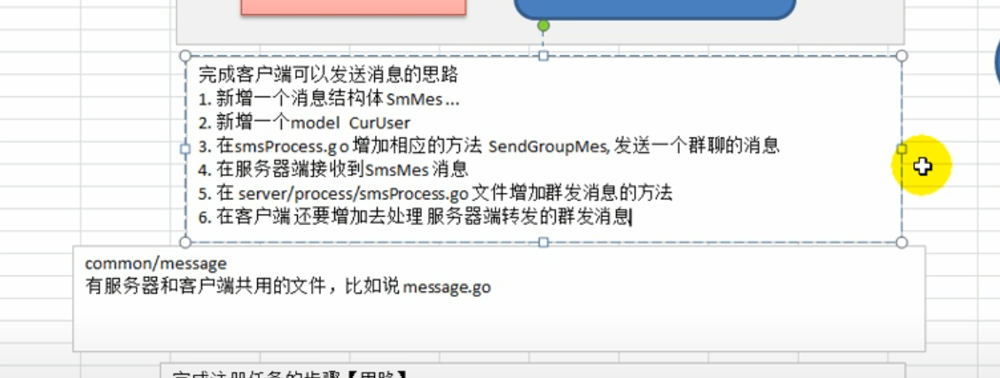 完成客户端可以发送消息的思路
1. 新增一个消息结构体 SmMes...
2. 新增一个model CurUser
3. 在smsProcess.go 增加相应的方法 SendGroupMes, 发送一个群聊的消息
4. 在服务器端接收到SmsMes 消息
5. 在 server/process/smsProcess.go 文件增加群发消息的方法
6. 在客户端 还要增加去处理 服务器端转发的群发消息
common/message
有服务器和客户端共用的文件，比如说 message.go
完成注册任务的步骤【思路】